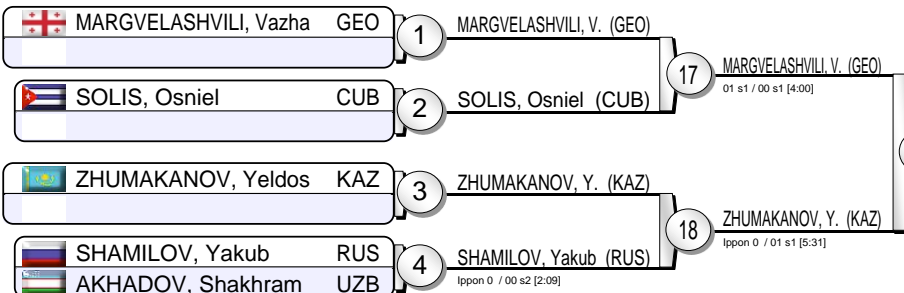 MARGVELASHVILI, Vazha GEO
1
MARGVELASHVILI, V. (GEO)
SOLIS, Osniel CUB
2
SOLIS, Osniel (CUB)
17
MARGVELASHVILI, V. (GEO)
01 s1 / 00 s1 [4:00]
ZHUMAKANOV, Yeldos KAZ
3
ZHUMAKANOV, Y. (KAZ)
SHAMILOV, Yakub RUS
AKHADOV, Shakhram UZB
4
SHAMILOV, Yakub (RUS)
Ippon 0 / 00 s2 [2:09]
18
ZHUMAKANOV, Y. (KAZ)
Ippon 0 / 01 s1 [5:31]